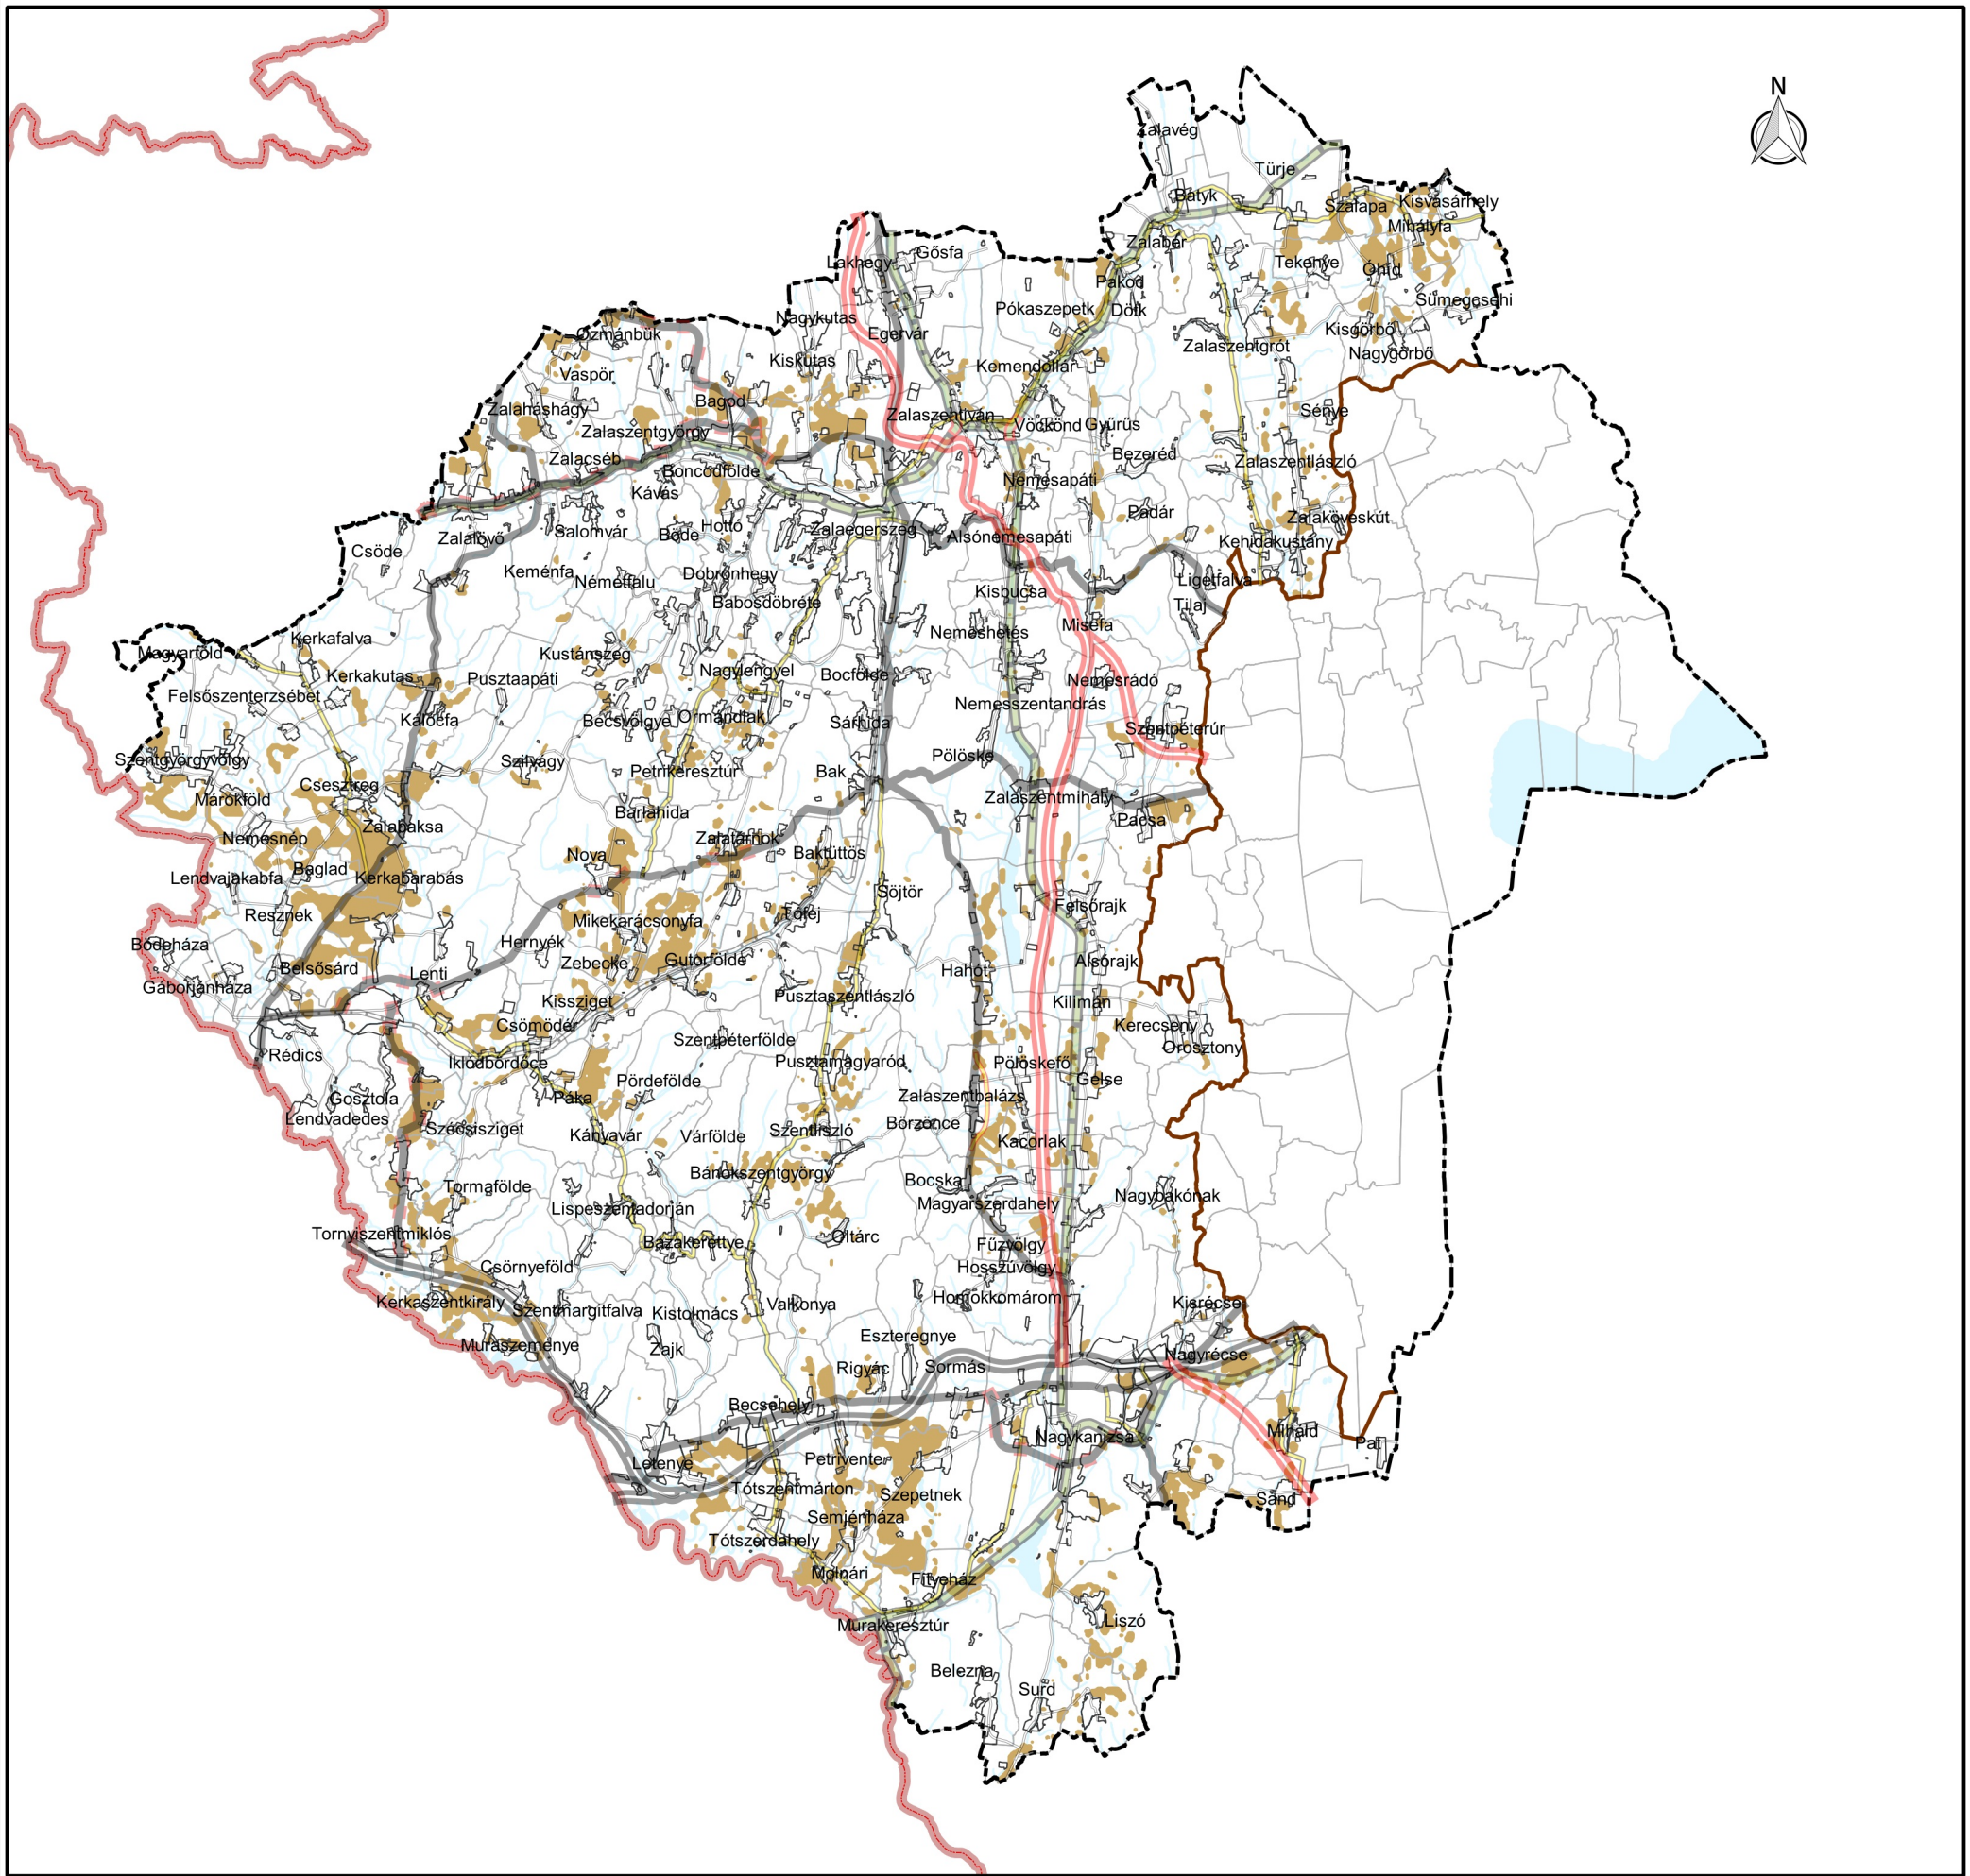 N
Zalavég
Türje
Batyk
Szalapa
Kisvásárhely
Mihályfa
Zalabér
Gősfa
Lakhegy
Tekenye
Óhíd
Pakod
Sümegcsehi
Dötk
Pókaszepetk
Nagykutas
Kisgörbő
Egervár
Ozmánbük
Zalaszentgrót
Nagygörbő
Kiskutas
Kemendollár
Vaspör
Bagod
Zalaháshágy
Sénye
Zalaszentiván
Vöckönd
Gyűrűs
Zalaszentgyörgy
Bezeréd
Zalacséb
Zalaszentlászló
Boncodfölde
Nemesapáti
Kávás
Padár
Zalaköveskút
Hottó
Zalaegerszeg
Salomvár
Böde
Alsónemesapáti
Zalalövő
Kehidakustány
Csöde
Keménfa
Dobronhegy
Németfalu
Ligetfalva
Kisbucsa
Babosdöbréte
Tilaj
Misefa
Nemeshetés
Kerkafalva
Magyarföld
Kustánszeg
Nagylengyel
Bocfölde
Kerkakutas
Pusztaapáti
Nemesrádó
Felsőszenterzsébet
Nemesszentandrás
Kálócfa
Becsvölgye
Ormándlak
Sárhida
Szentpéterúr
Pölöske
Szentgyörgyvölgy
Szilvágy
Petrikeresztúr
Bak
Csesztreg
Márokföld
Zalaszentmihály
Barlahida
Pacsa
Zalabaksa
Nemesnép
Zalatárnok
Nova
Baktüttös
Baglad
Lendvajakabfa
Kerkabarabás
Söjtör
Felsőrajk
Resznek
Mikekarácsonyfa
Tófej
Bödeháza
Hernyék
Gutorföldе
Alsórajk
Zebecke
Belsősárd
Lenti
Hahót
Gáborjánháza
Pusztaszentlászló
Kissziget
Kilimán
Csömödér
Kerecseny
Szentpéterfölde
Orosztony
Rédics
Iklódbördőce
Pusztamagyaród
Pölöskefő
Pördefölde
Gelse
Gosztola
Páka
Zalaszentbalázs
Lendvadedes
Börzönce
Szécsisziget
Kányavár
Várfölde
Szentliszló
Kacorlak
Bánokszentgyörgy
Bocska
Tormafölde
Nagybakónak
Magyarszerdahely
Lispeszentadorján
Tornyiszentmiklós
Oltárc
Bázakerettye
Fűzvölgy
Csörnyeföld
Hosszúvölgy
Homokkomárom
Kerkaszentkirály
Szentmargitfalva
Kistolmács
Valkonya
Kisrécse
Eszteregnye
Muraszemenye
Zajk
Nagyrécse
Rigyác
Sormás
Becsehely
Miháld
Nagykanizsa
Pat
Letenye
Petrivente
Tótszentmárton
Szepetnek
Sand
Semjénháza
Tótszerdahely
Molnári
Fityeház
Liszó
Murakeresztúr
Belezna
Surd